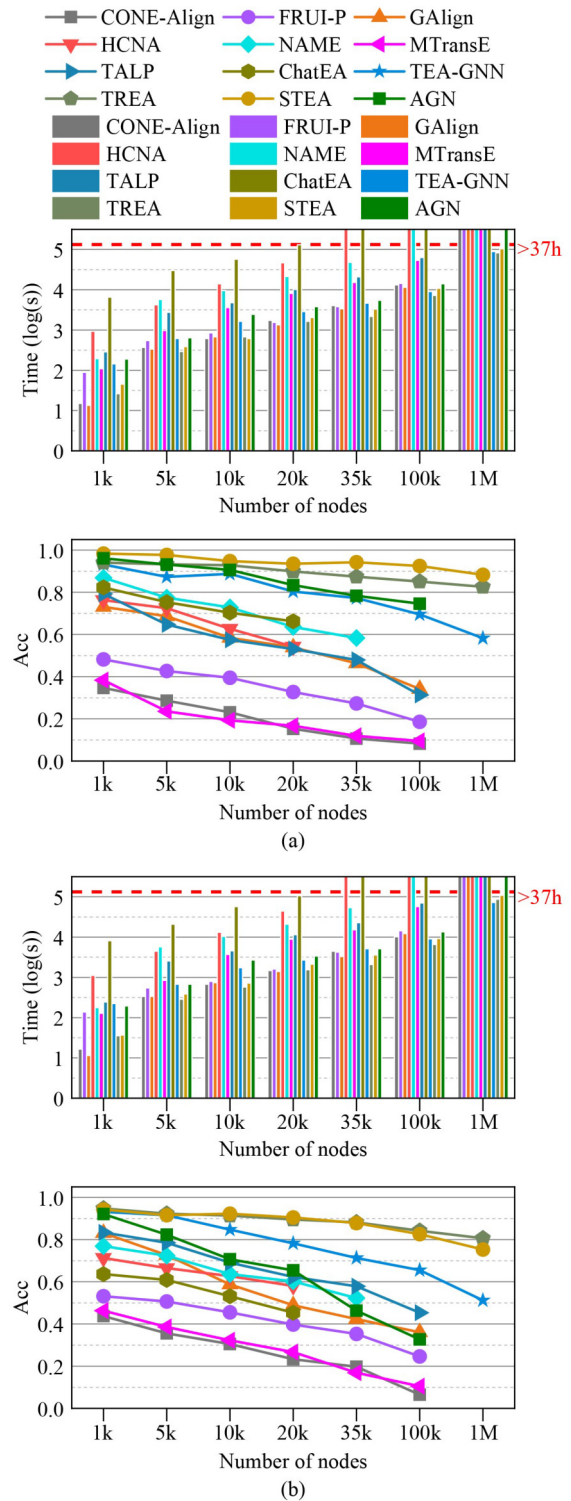 CONE-Align FRUI-P GAlign
HCNA NAME MTransE
TALP ChatEA TEA-GNN
TREA STEA AGN
CONE-Align FRUI-P GAlign
HCNA NAME MTransE
TALP ChatEA TEA-GNN
TREA STEA AGN
Time (log(s))
5
4
3
2
1
0
>37h
1k 5k 10k 20k 35k 100k 1M
Number of nodes
Acc
1.0
0.8
0.6
0.4
0.2
0.0
1k 5k 10k 20k 35k 100k 1M
Number of nodes
(a)
Time (log(s))
5
4
3
2
1
0
>37h
1k 5k 10k 20k 35k 100k 1M
Number of nodes
Acc
1.0
0.8
0.6
0.4
0.2
0.0
1k 5k 10k 20k 35k 100k 1M
Number of nodes
(b)